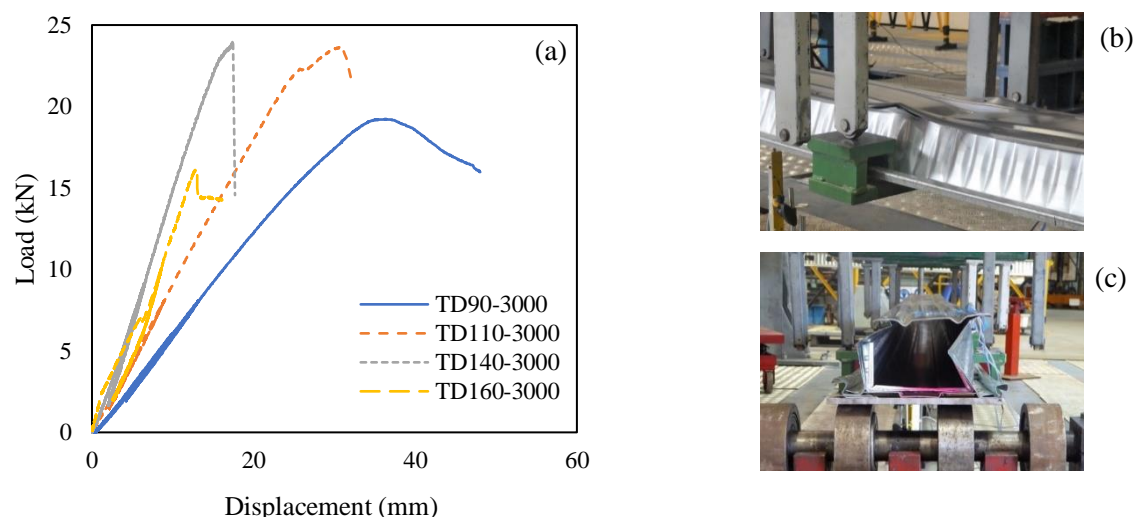 25
(a)
20
15
10
5
0
Load (kN)
TD90-3000
TD110-3000
TD140-3000
TD160-3000
0 20 40 60
Displacement (mm)
(b)
(c)